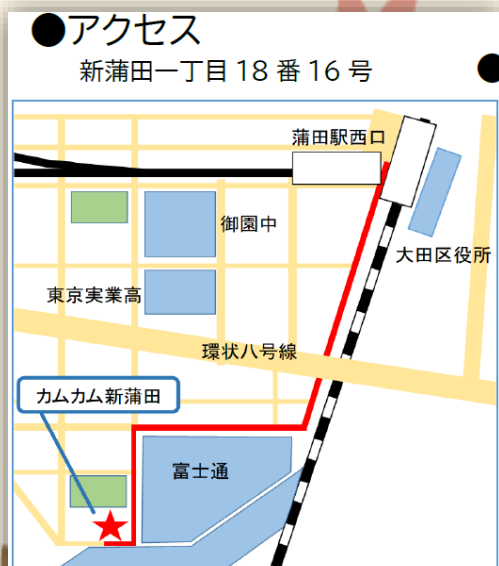 ●アクセス
新蒲田一丁目 18 番 16 号
蒲田駅西口
御園中
大田区役所
東京実業高
環状八号線
カムカム新蒲田
富士通